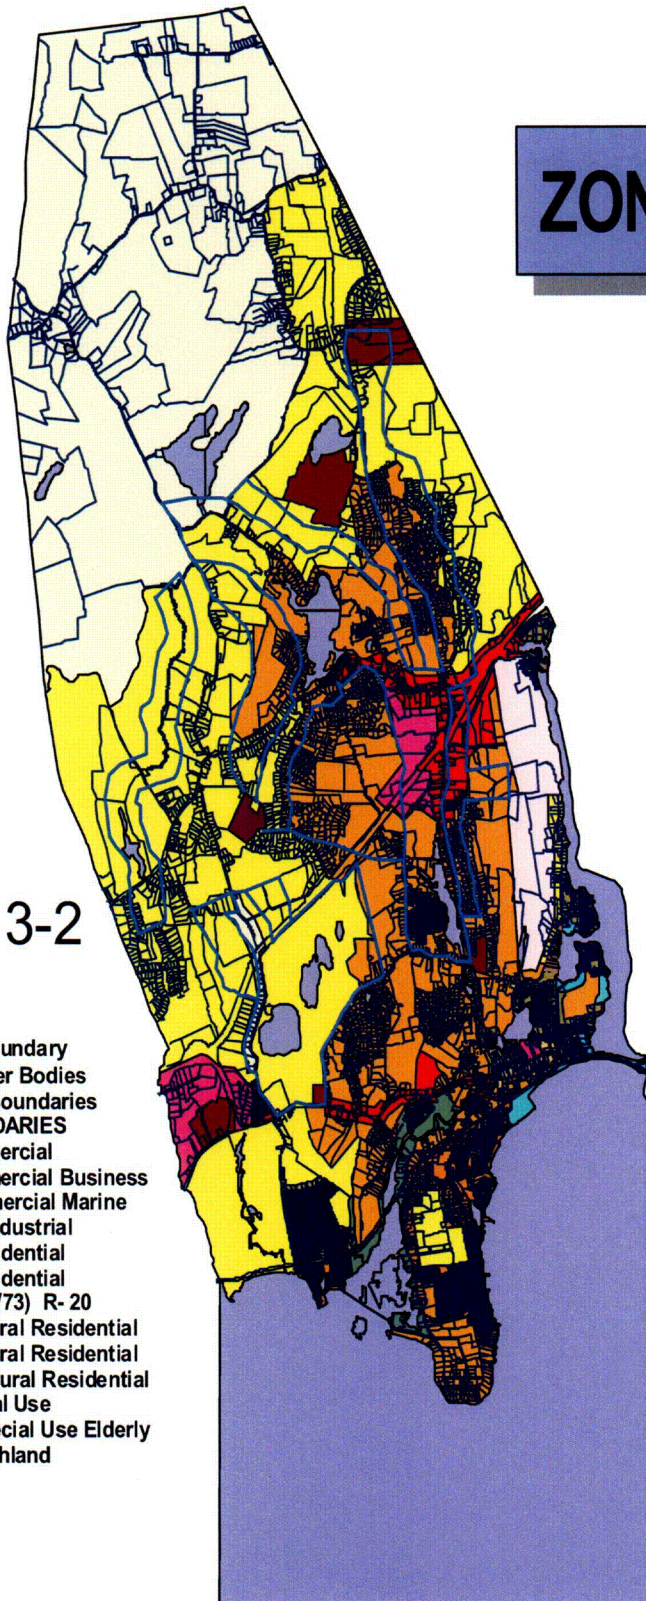 ZON
3-2
undary
er Bodies
oundaries
DARIES
ercial
ercial Business
mercial Marine
dustrial
idential
idential
/73) R- 20
ral Residential
ral Residential
ural Residential
al Use
ecial Use Elderly
hland